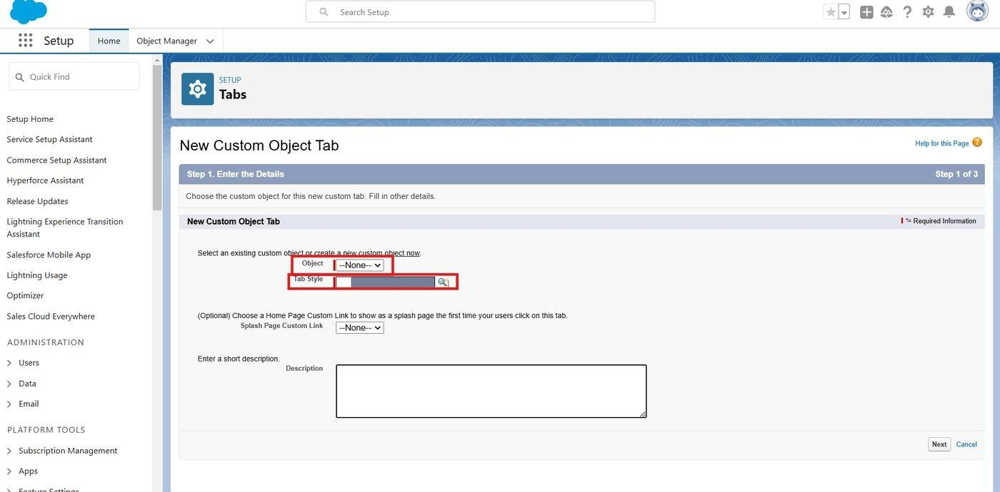 Search Setup
Setup
Home
Object Manager
Quick Find
Setup Home
Service Setup Assistant
Commerce Setup Assistant
Hyperforce Assistant
Release Updates
Lightning Experience Transition
Assistant
Salesforce Mobile App
Lightning Usage
Optimizer
Sales Cloud Everywhere
ADMINISTRATION
Users
Data
Email
PLATFORM TOOLS
Subscription Management
Apps
Feature Settings
SETUP
Tabs
New Custom Object Tab
Help for this Page
Step 1. Enter the Details
Step 1 of 3
Choose the custom object for this new custom tab. Fill in other details.
New Custom Object Tab
*= Required Information
Select an existing custom object or create a new custom object now.
Object --None--
Tab Style
(Optional) Choose a Home Page Custom Link to show as a splash page the first time your users click on this tab.
Splash Page Custom Link --None--
Enter a short description.
Description
Next Cancel